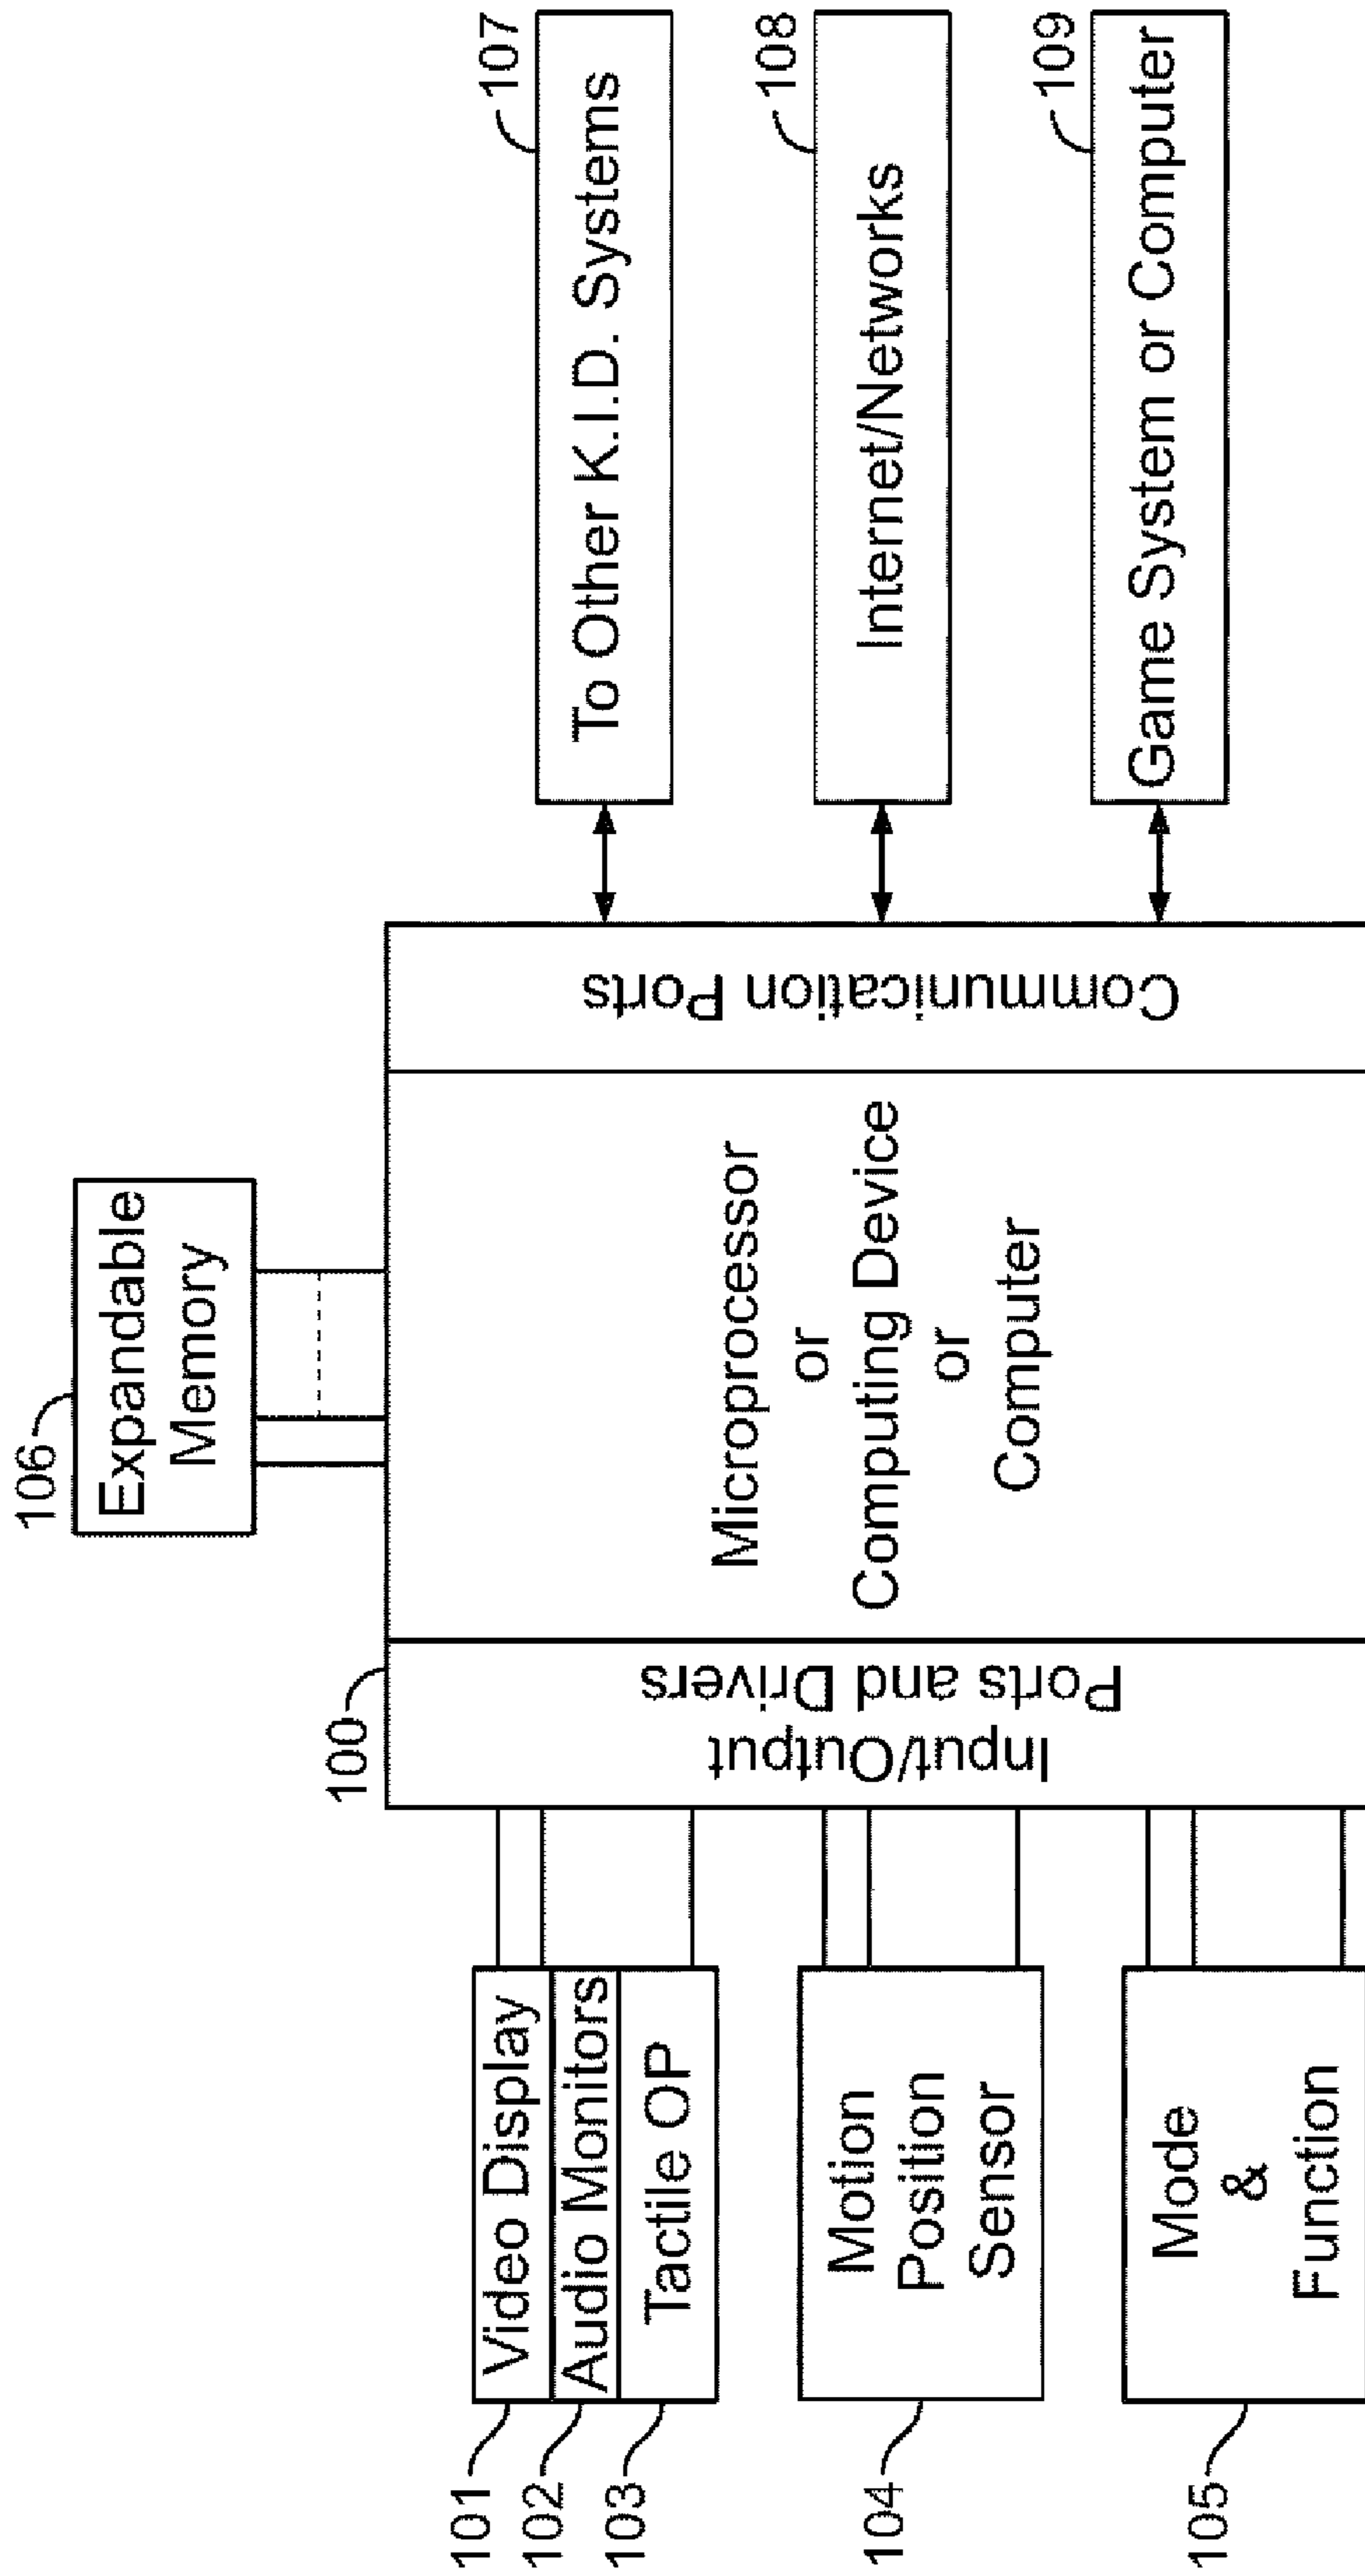 106
Expandable
Memory
100
101
Video Display
102
Audio Monitors
103
Tactile OP
104
Motion
Position
Sensor
105
Mode
&
Function
Input/Output
Ports and Drivers
Microprocessor
or
Computing Device
or
Computer
Communication Ports
107
To Other K.I.D. Systems
108
Internet/Networks
109
Game System or Computer